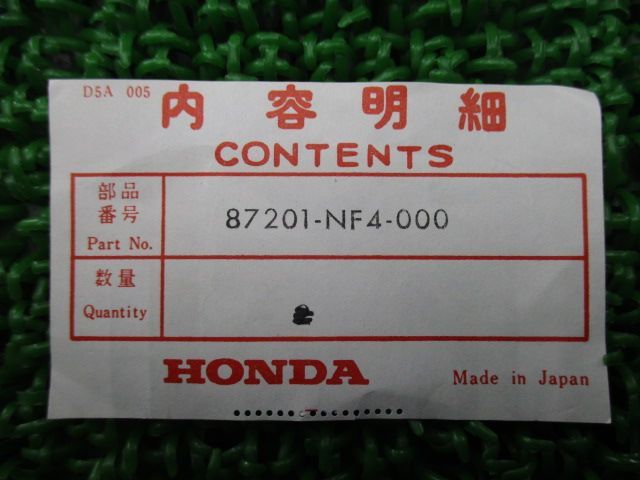 D5A 005
内容明細
CONTENTS
部品
番号
Part No.
87201-NF4-000
数量
Quantity
HONDA
Made in Japan